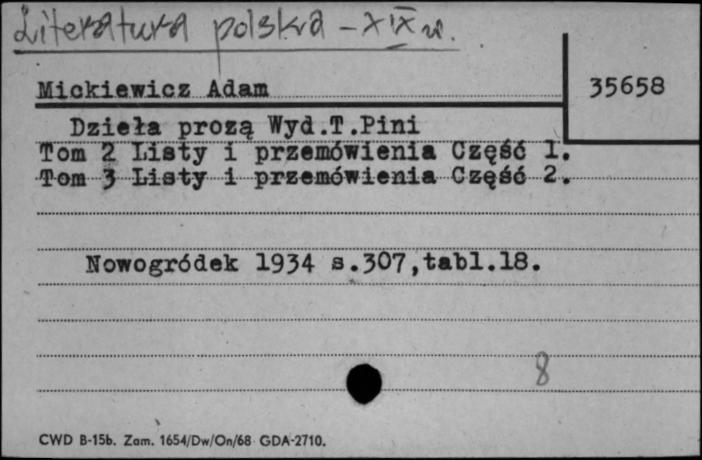 Literatura polska - XIX w.
Mickiewicz Adam
35658
Dzieła prozą Wyd.T.Pini
Tom 2 Listy i przemówienia Część 1.
Tom 3 Listy i przemówienia Część 2.
Nowogródek 1934 s.307,tabl.18.
8
CWD B-15b. Zam. 1654/Dw/On/68 GDA-2710.